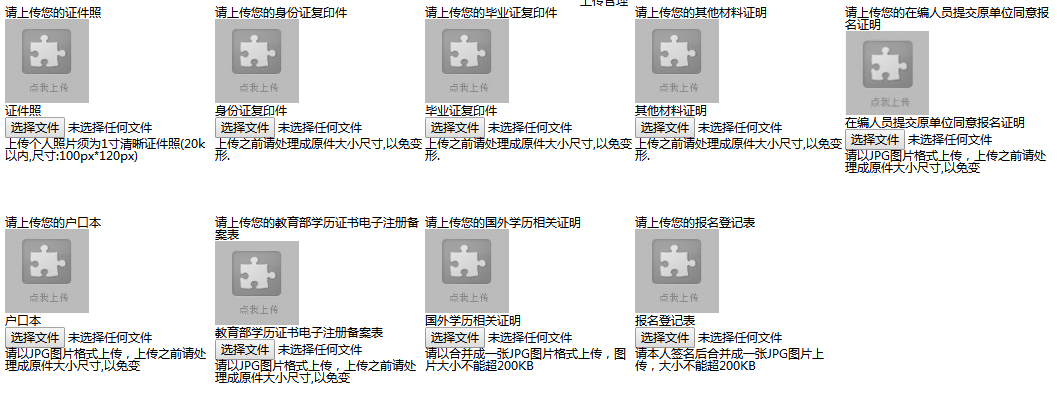 上传管理
请上传您的证件照
点我上传
证件照
选择文件 未选择任何文件
上传个人照片须为1寸清晰证件照(20k
以内,尺寸:100px*120px)
请上传您的身份证复印件
点我上传
身份证复印件
选择文件 未选择任何文件
上传之前请处理成原件大小尺寸,以免变
形.
请上传您的毕业证复印件
点我上传
毕业证复印件
选择文件 未选择任何文件
上传之前请处理成原件大小尺寸,以免变
形.
请上传您的其他材料证明
点我上传
其他材料证明
选择文件 未选择任何文件
上传之前请处理成原件大小尺寸,以免变
形.
请上传您的在编人员提交原单位同意报
名证明
点我上传
在编人员提交原单位同意报名证明
选择文件 未选择任何文件
请以JPG图片格式上传，上传之前请处
理成原件大小尺寸,以免变
请上传您的户口本
点我上传
户口本
选择文件 未选择任何文件
请以JPG图片格式上传，上传之前请处
理成原件大小尺寸,以免变
请上传您的教育部学历证书电子注册备
案表
点我上传
教育部学历证书电子注册备案表
选择文件 未选择任何文件
请以JPG图片格式上传，上传之前请处
理成原件大小尺寸,以免变
请上传您的国外学历相关证明
点我上传
国外学历相关证明
选择文件 未选择任何文件
请以合并成一张JPG图片格式上传，图
片大小不能超200KB
请上传您的报名登记表
点我上传
报名登记表
选择文件 未选择任何文件
请本人签名后合并成一张JPG图片上
传，大小不能超200KB